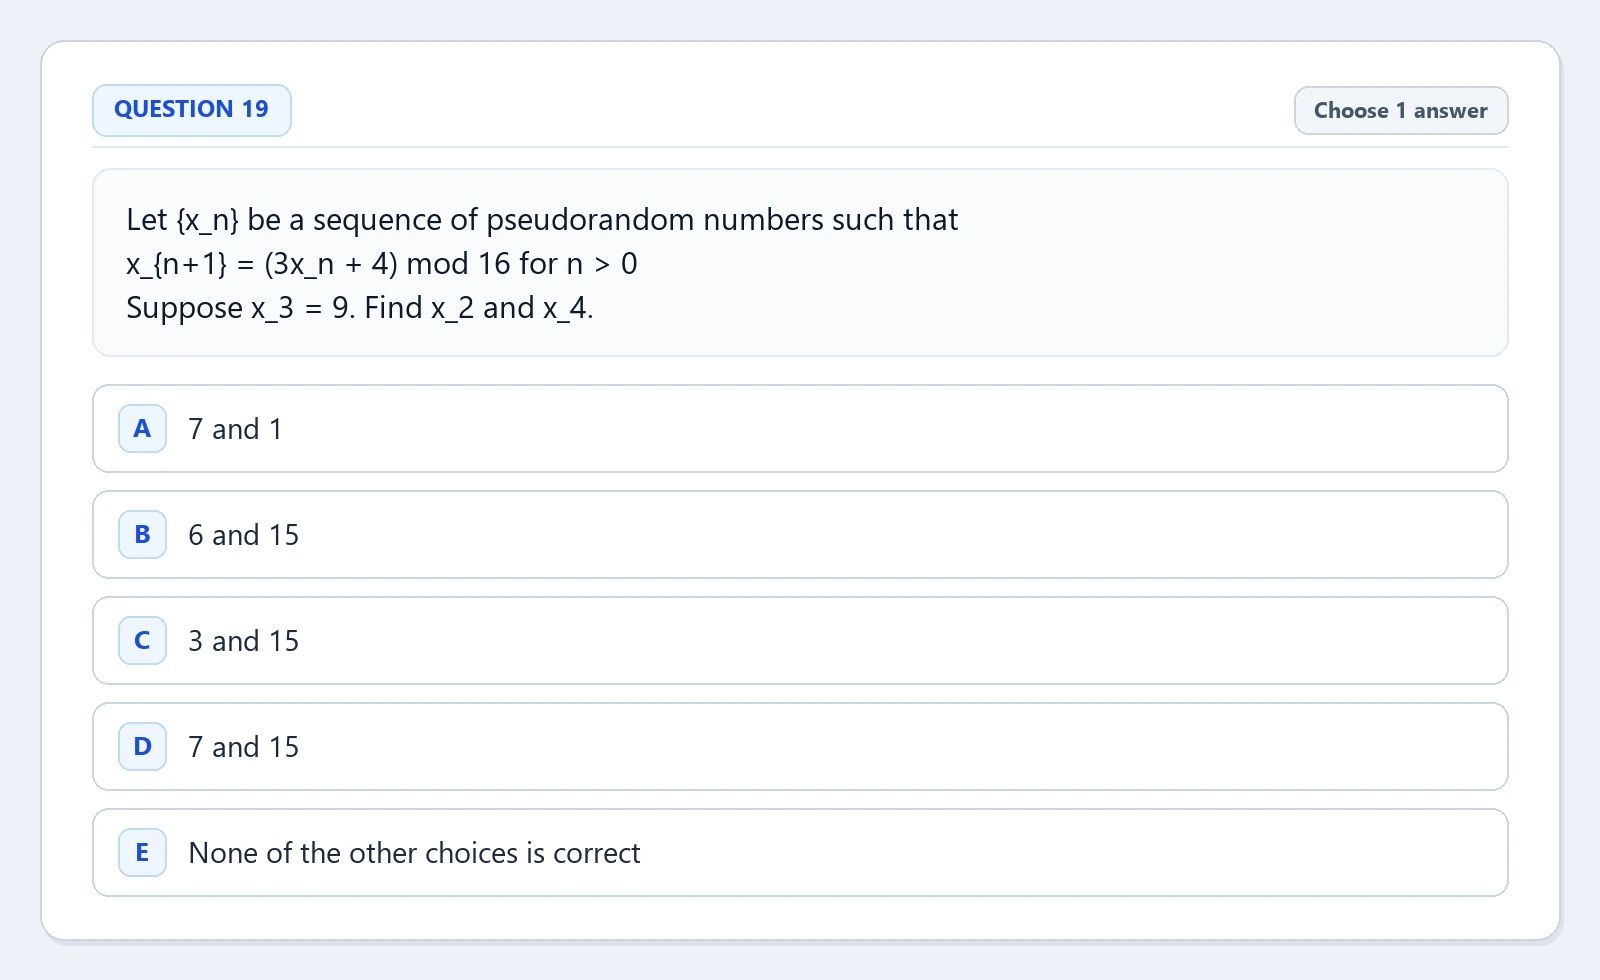 QUESTION 19
Choose 1 answer
Let {x_n} be a sequence of pseudorandom numbers such that
x_{n+1} = (3x_n + 4) mod 16 for n > 0
Suppose x_3 = 9. Find x_2 and x_4.
A 7 and 1
B 6 and 15
C 3 and 15
D 7 and 15
E None of the other choices is correct